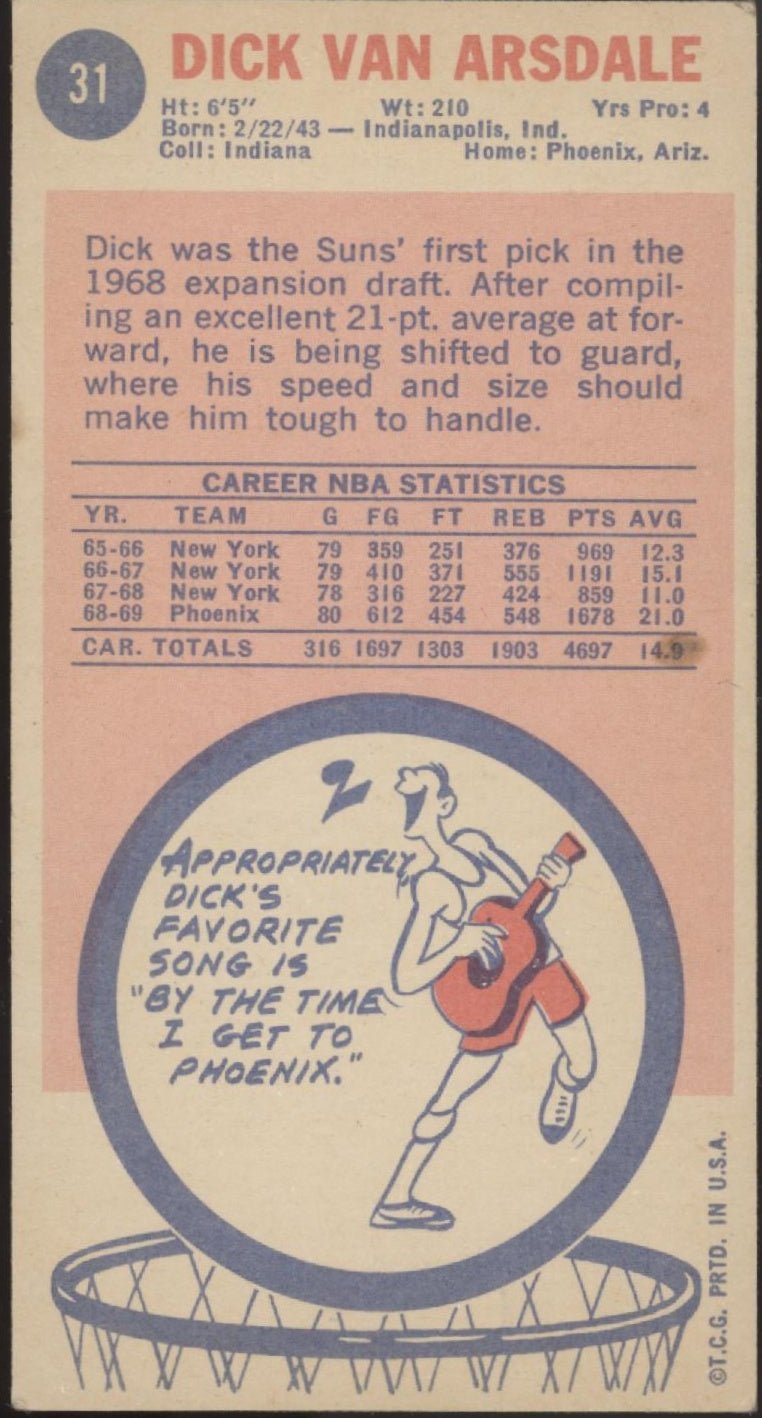 31
DICK VAN ARSDALE
Ht: 6'5" Wt: 210 Yrs Pro: 4
Born: 2/22/43 — Indianapolis, Ind.
Coll: Indiana Home: Phoenix, Ariz.
Dick was the Suns' first pick in the
1968 expansion draft. After compil-
ing an excellent 21-pt. average at for-
ward, he is being shifted to guard,
where his speed and size should
make him tough to handle.
CAREER NBA STATISTICS
YR. TEAM G FG FT REB PTS AVG
65-66 New York 79 359 251 376 969 12.3
66-67 New York 79 410 371 555 1191 15.1
67-68 New York 78 316 227 424 859 11.0
68-69 Phoenix 80 612 454 548 1678 21.0
CAR. TOTALS 316 1697 1303 1903 4697 14.9
APPROPRIATELY,
DICK'S
FAVORITE
SONG IS
"BY THE TIME
I GET TO
PHOENIX."
©T.C.G. PRTD. IN U.S.A.